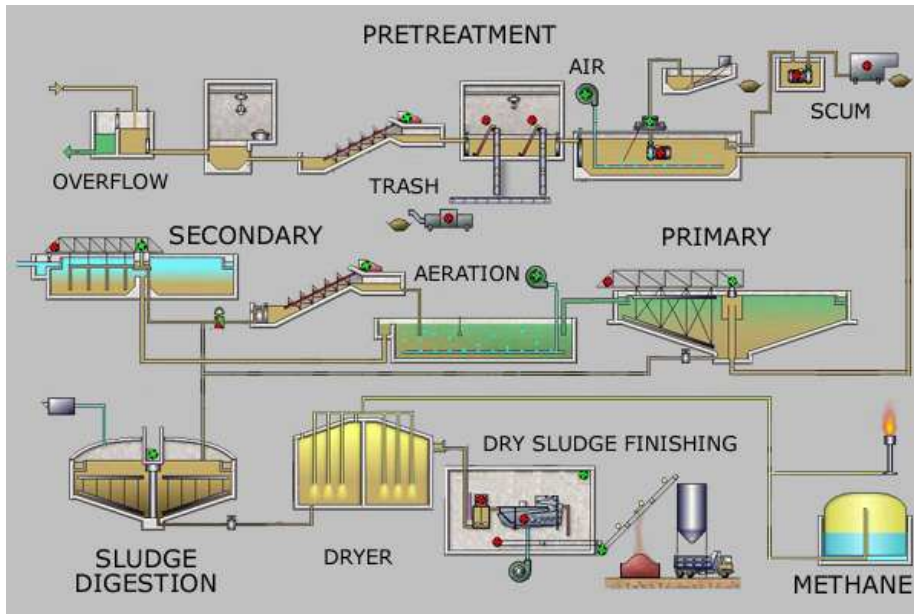 PRETREATMENT
AIR
SCUM
OVERFLOW
TRASH
SECONDARY
AERATION
PRIMARY
DRY SLUDGE FINISHING
SLUDGE
DIGESTION
DRYER
METHANE